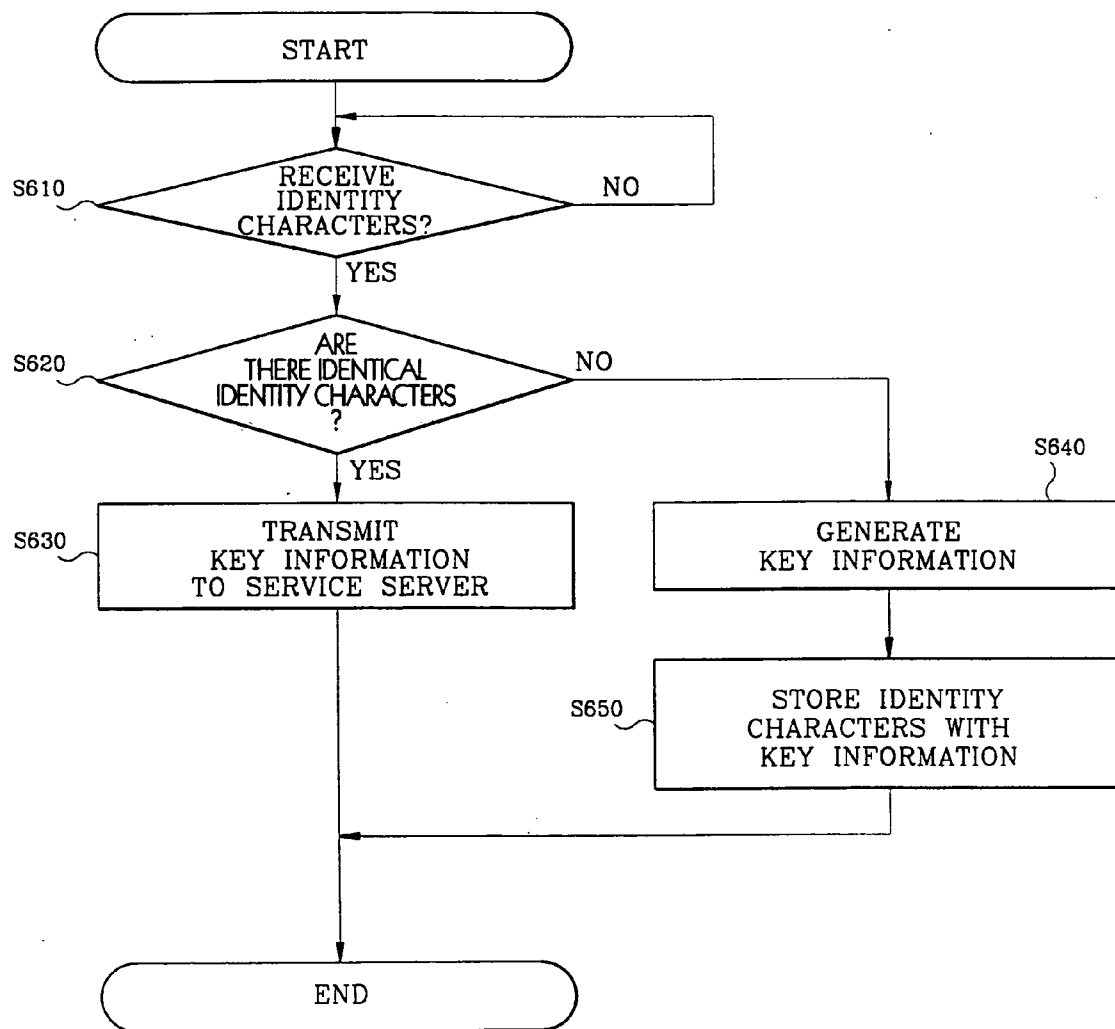 START
S610
RECEIVE
IDENTITY
CHARACTERS?
NO
YES
S620
ARE
THERE IDENTICAL
IDENTITY CHARACTERS
?
NO
YES
S630
TRANSMIT
KEY INFORMATION
TO SERVICE SERVER
S640
GENERATE
KEY INFORMATION
S650
STORE IDENTITY
CHARACTERS WITH
KEY INFORMATION
END